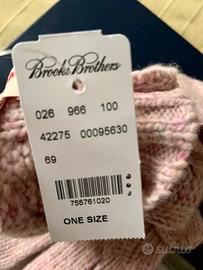 Brooks Brothers
026 966 100
42275 00095630
69
755761020
ONE SIZE
subito